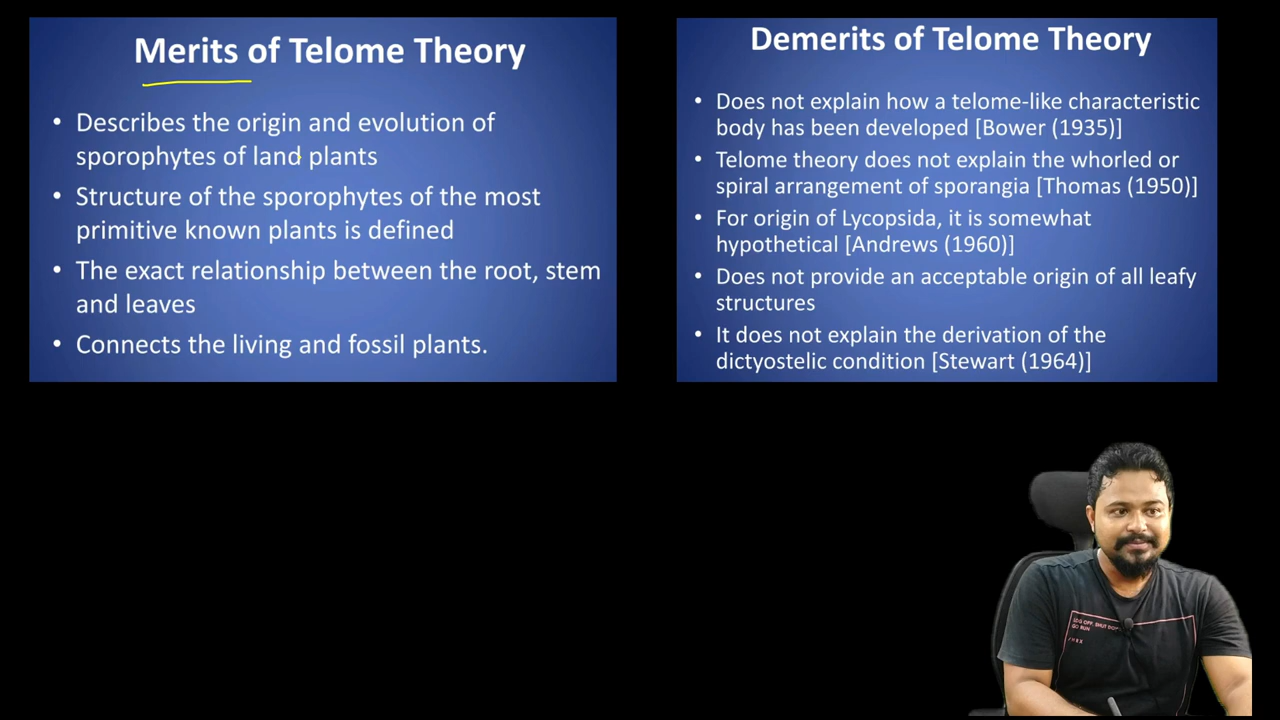 Merits of Telome Theory
• Describes the origin and evolution of
sporophytes of land plants
• Structure of the sporophytes of the most
primitive known plants is defined
• The exact relationship between the root, stem
and leaves
• Connects the living and fossil plants.
Demerits of Telome Theory
• Does not explain how a telome-like characteristic
body has been developed [Bower (1935)]
• Telome theory does not explain the whorled or
spiral arrangement of sporangia [Thomas (1950)]
• For origin of Lycopsida, it is somewhat
hypothetical [Andrews (1960)]
• Does not provide an acceptable origin of all leafy
structures
• It does not explain the derivation of the
dictyostelic condition [Stewart (1964)]
LOG OFF, SHUT
GO RUN